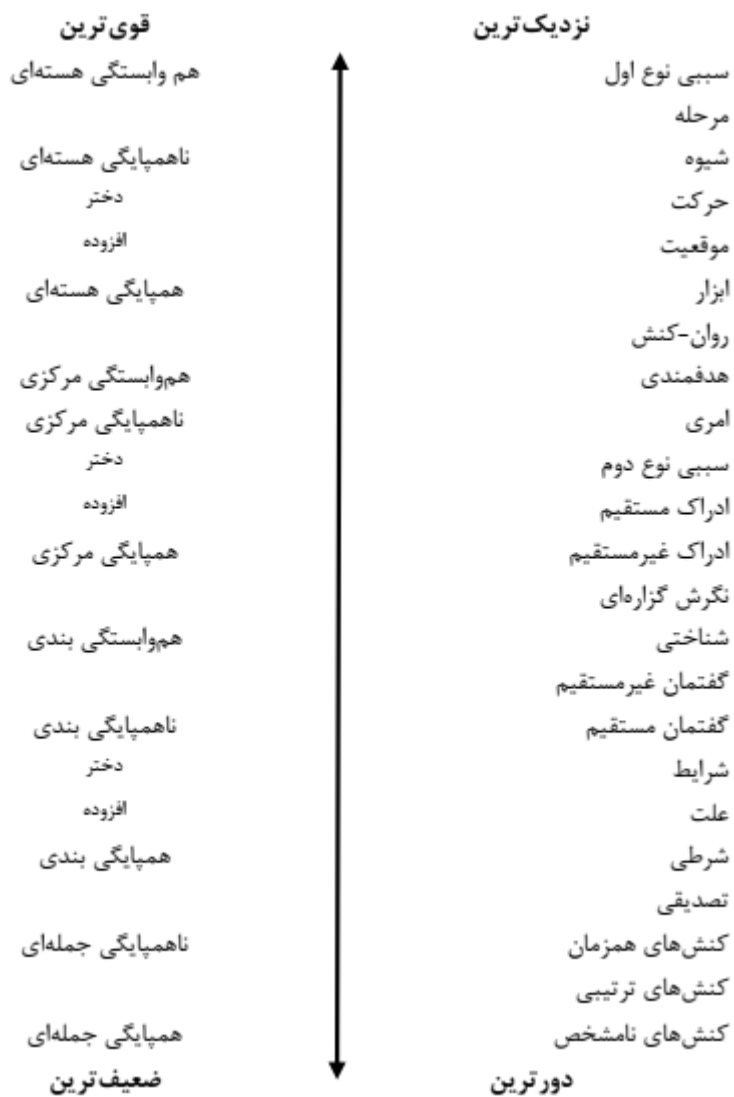 نزدیک‌ترین قوی‌ترین
سببی نوع اول هم وابستگی هسته‌ای
مرحله
شیوه ناهمپایگی هسته‌ای
حرکت دختر
موقعیت افزوده
ابزار همپایگی هسته‌ای
روان-کنش
هدفمندی هم‌وابستگی مرکزی
امری ناهمپایگی مرکزی
سببی نوع دوم دختر
ادراک مستقیم افزوده
ادراک غیرمستقیم همپایگی مرکزی
نگرش گزاره‌ای
شناختی هم‌وابستگی بندی
گفتمان غیرمستقیم
گفتمان مستقیم ناهمپایگی بندی
شرایط دختر
علت افزوده
شرطی همپایگی بندی
تصدیقی
کنش‌های همزمان ناهمپایگی جمله‌ای
کنش‌های ترتیبی
کنش‌های نامشخص همپایگی جمله‌ای
دورترین ضعیف‌ترین